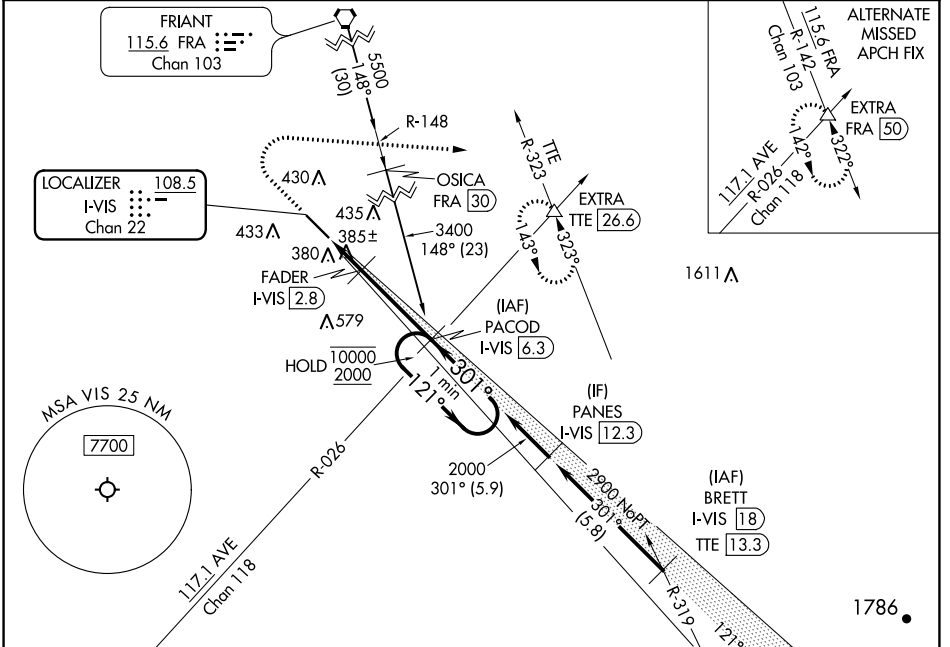 FRIANT
115.6 FRA
Chan 103
5500
148°
(30)
R-148
LOCALIZER 108.5
I-VIS
Chan 22
430
435
433
385±
380
OSICA
FRA 30
3400
148° (23)
TTE
R-323
EXTRA
TTE 26.6
143°
323°
ALTERNATE
MISSED
APCH FIX
115.6 FRA
R-142
Chan 103
EXTRA
FRA 50
142°
322°
117.1 AVE
R-026
Chan 118
1611
FADER
I-VIS 2.8
579
(IAF)
PACOD
I-VIS 6.3
HOLD 10000
2000
1 min
301°
121°
MSA VIS 25 NM
7700
(IF)
PANES
I-VIS 12.3
2000
301° (5.9)
2900 NoPT
301°
(5.8)
(IAF)
BRETT
I-VIS 18
TTE 13.3
R-026
117.1 AVE
Chan 118
R-319
121°
1786